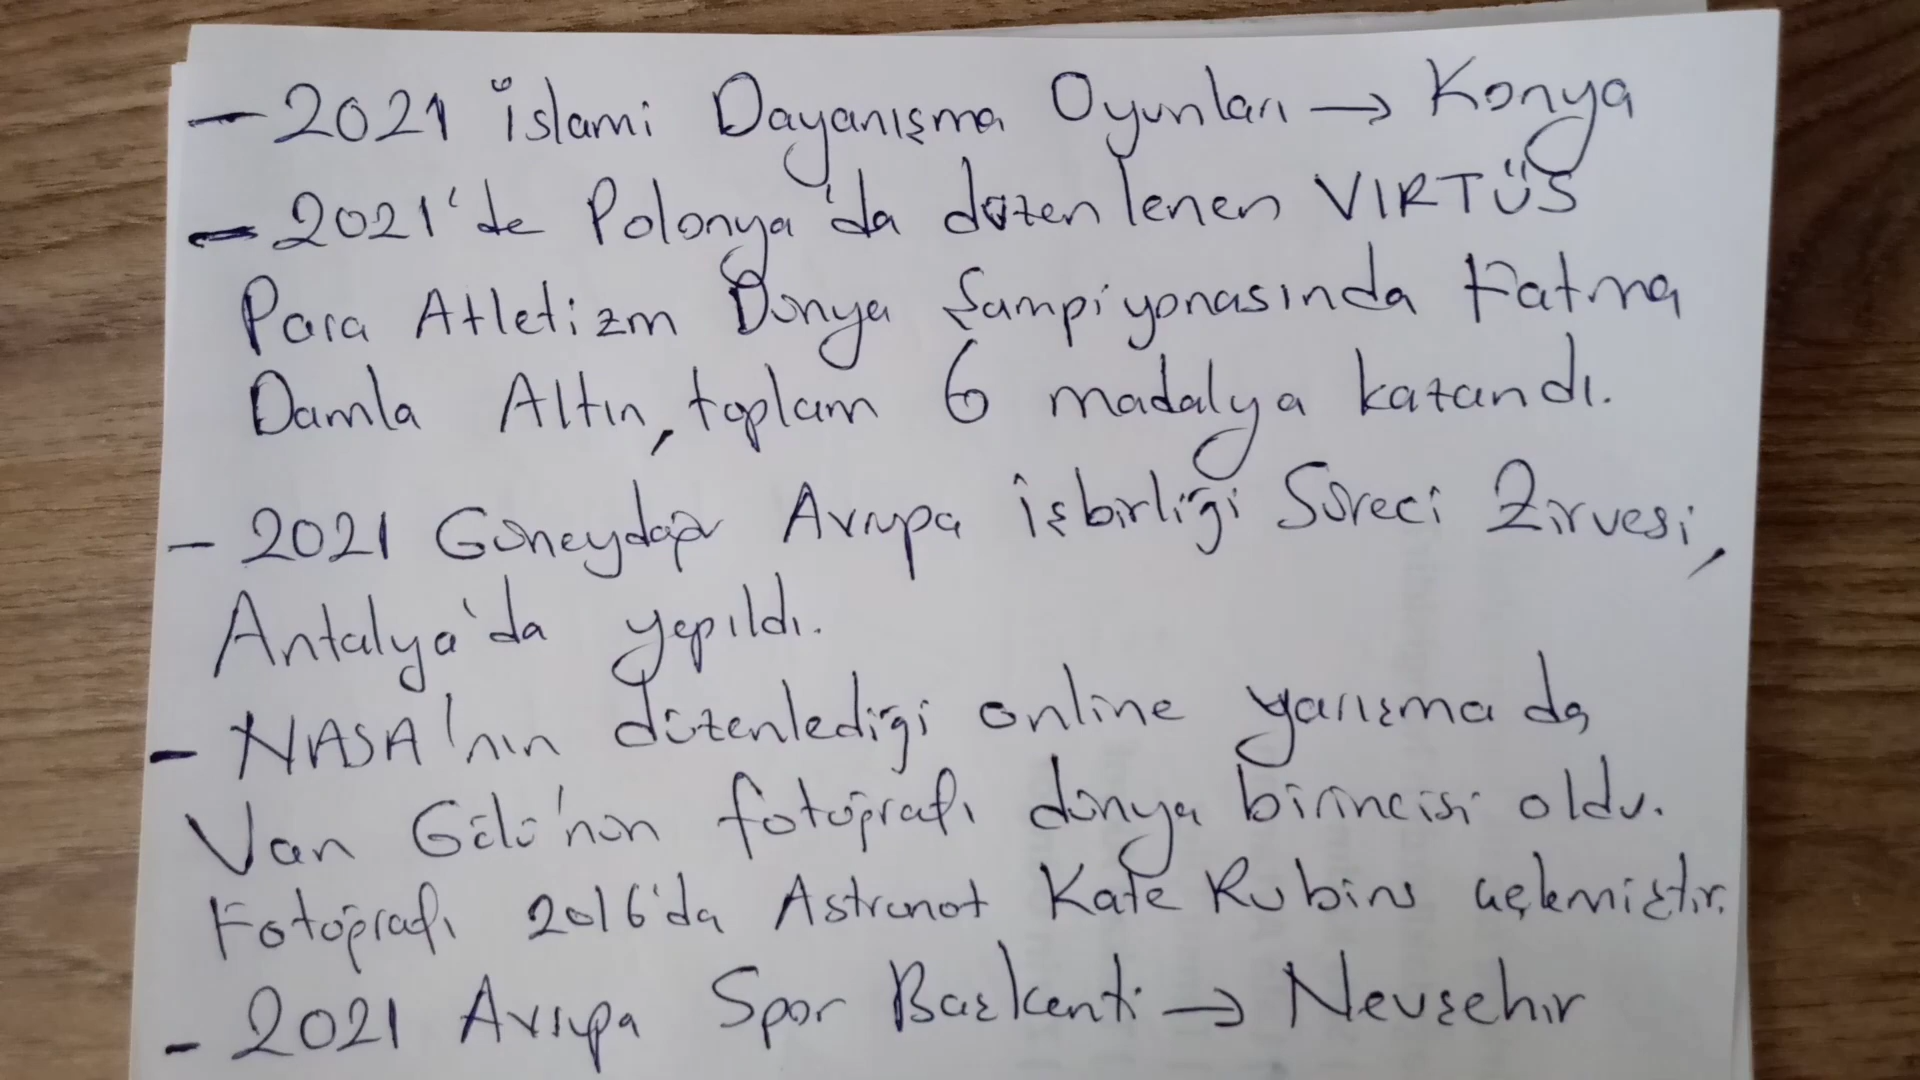 - 2021 İslami Dayanışma Oyunları → Konya
- 2021'de Polonya'da düzenlenen VIRTÜS
Para Atletizm Dünya Şampiyonasında Fatma
Damla Altın, toplam 6 madalya kazandı.
- 2021 Güneydoğu Avrupa İşbirliği Süreci Zirvesi,
Antalya'da yapıldı.
- NASA'nın düzenlediği online yarışmada,
Van Gölü'nün fotoğrafı dünya birincisi oldu.
Fotoğrafı 2016'da Astronot Kate Rubins çekmiştir.
- 2021 Avrupa Spor Başkenti → Nevşehir